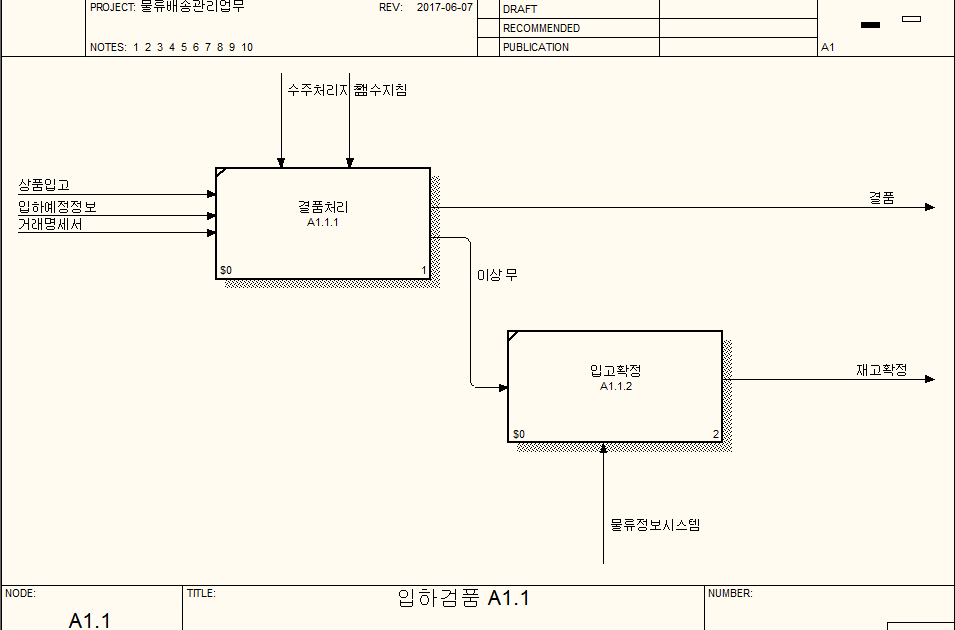 PROJECT: 물류배송관리업무
REV: 2017-06-07
DRAFT
RECOMMENDED
NOTES: 1 2 3 4 5 6 7 8 9 10
PUBLICATION
A1
수주처리지
검수지침
상품입고
입하예정정보
거래명세서
결품처리
A1.1.1
$0
1
결품
이상 무
입고확정
A1.1.2
$0
2
재고확정
물류정보시스템
NODE:
A1.1
TITLE:
입하검품 A1.1
NUMBER: